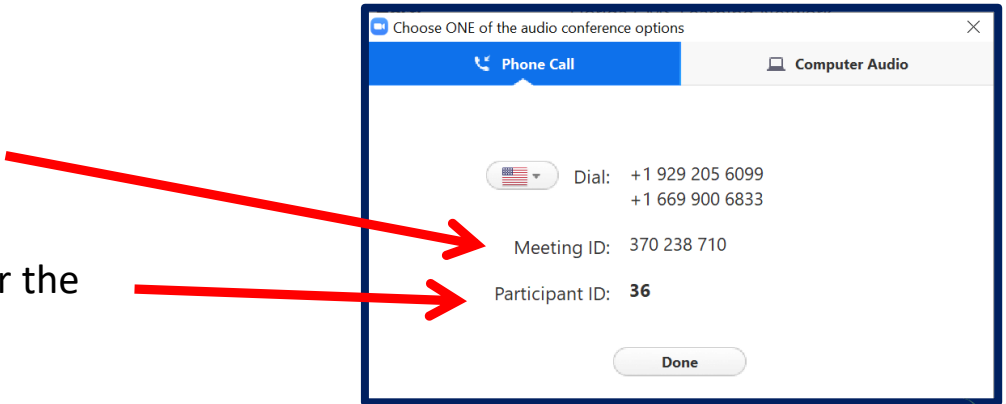 Choose ONE of the audio conference options
Phone Call
Computer Audio
Dial: +1 929 205 6099
+1 669 900 6833
Meeting ID: 370 238 710
r the
Participant ID: 36
Done